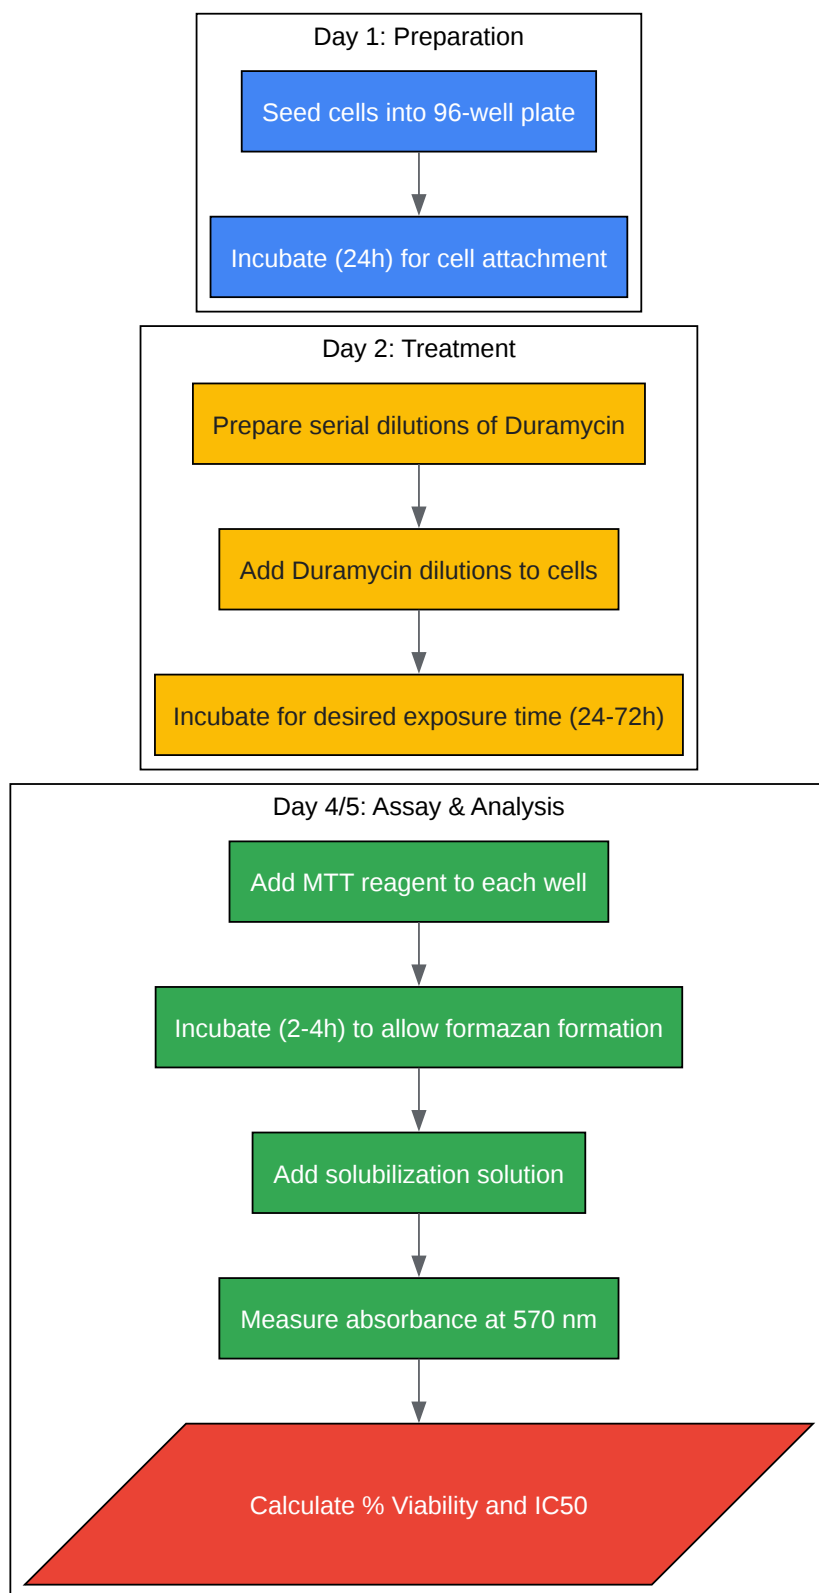 Day 1: Preparation
Seed cells into 96-well plate
Incubate (24h) for cell attachment
Day 2: Treatment
Prepare serial dilutions of Duramycin
Add Duramycin dilutions to cells
Incubate for desired exposure time (24-72h)
Day 4/5: Assay & Analysis
Add MTT reagent to each well
Incubate (2-4h) to allow formazan formation
Add solubilization solution
Measure absorbance at 570 nm
Calculate % Viability and IC50